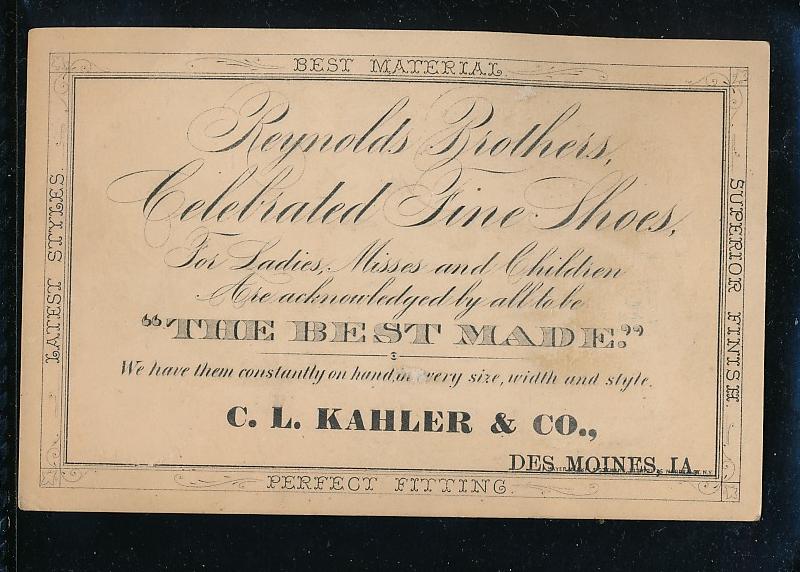 BEST MATERIAL
LATEST STYLES
Reynolds Brothers,
Celebrated Fine Shoes,
For Ladies, Misses and Children
Are acknowledged by all to be
"THE BEST MADE."
We have them constantly on hand, in every size, width and style.
C. L. KAHLER & CO.,
DES MOINES, IA.
SUPERIOR FINISH.
PERFECT FITTING.